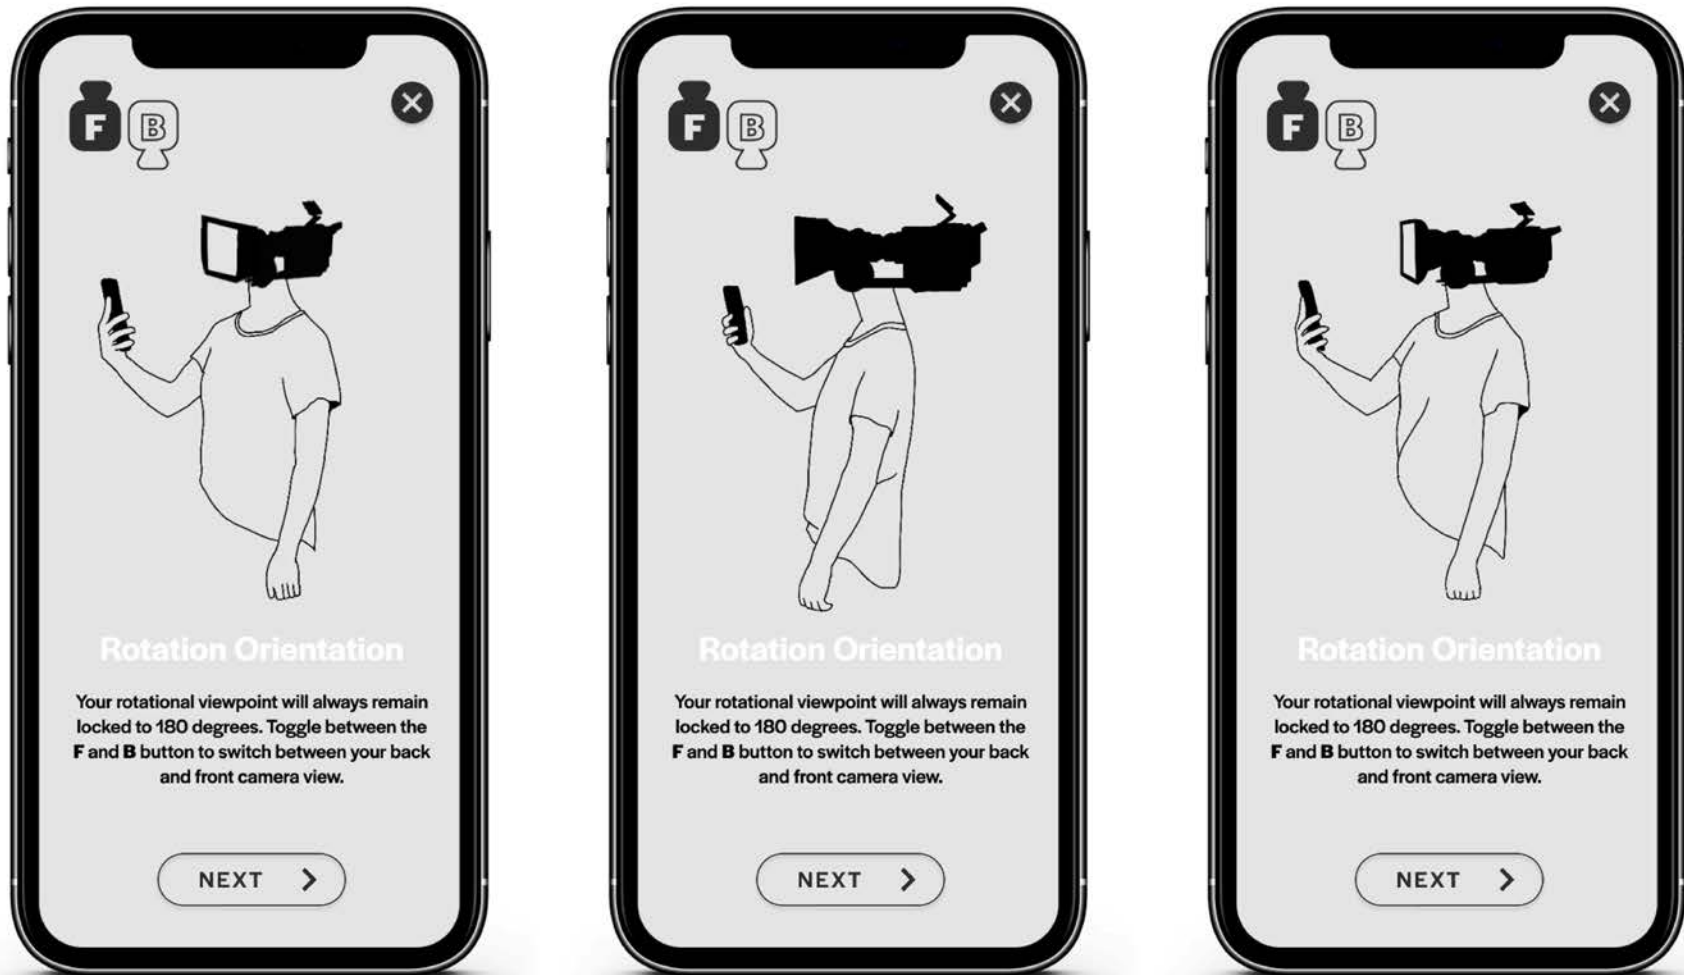 F B
Rotation Orientation
Your rotational viewpoint will always remain
locked to 180 degrees. Toggle between the
F and B button to switch between your back
and front camera view.
NEXT
F B
Rotation Orientation
Your rotational viewpoint will always remain
locked to 180 degrees. Toggle between the
F and B button to switch between your back
and front camera view.
NEXT
F B
Rotation Orientation
Your rotational viewpoint will always remain
locked to 180 degrees. Toggle between the
F and B button to switch between your back
and front camera view.
NEXT